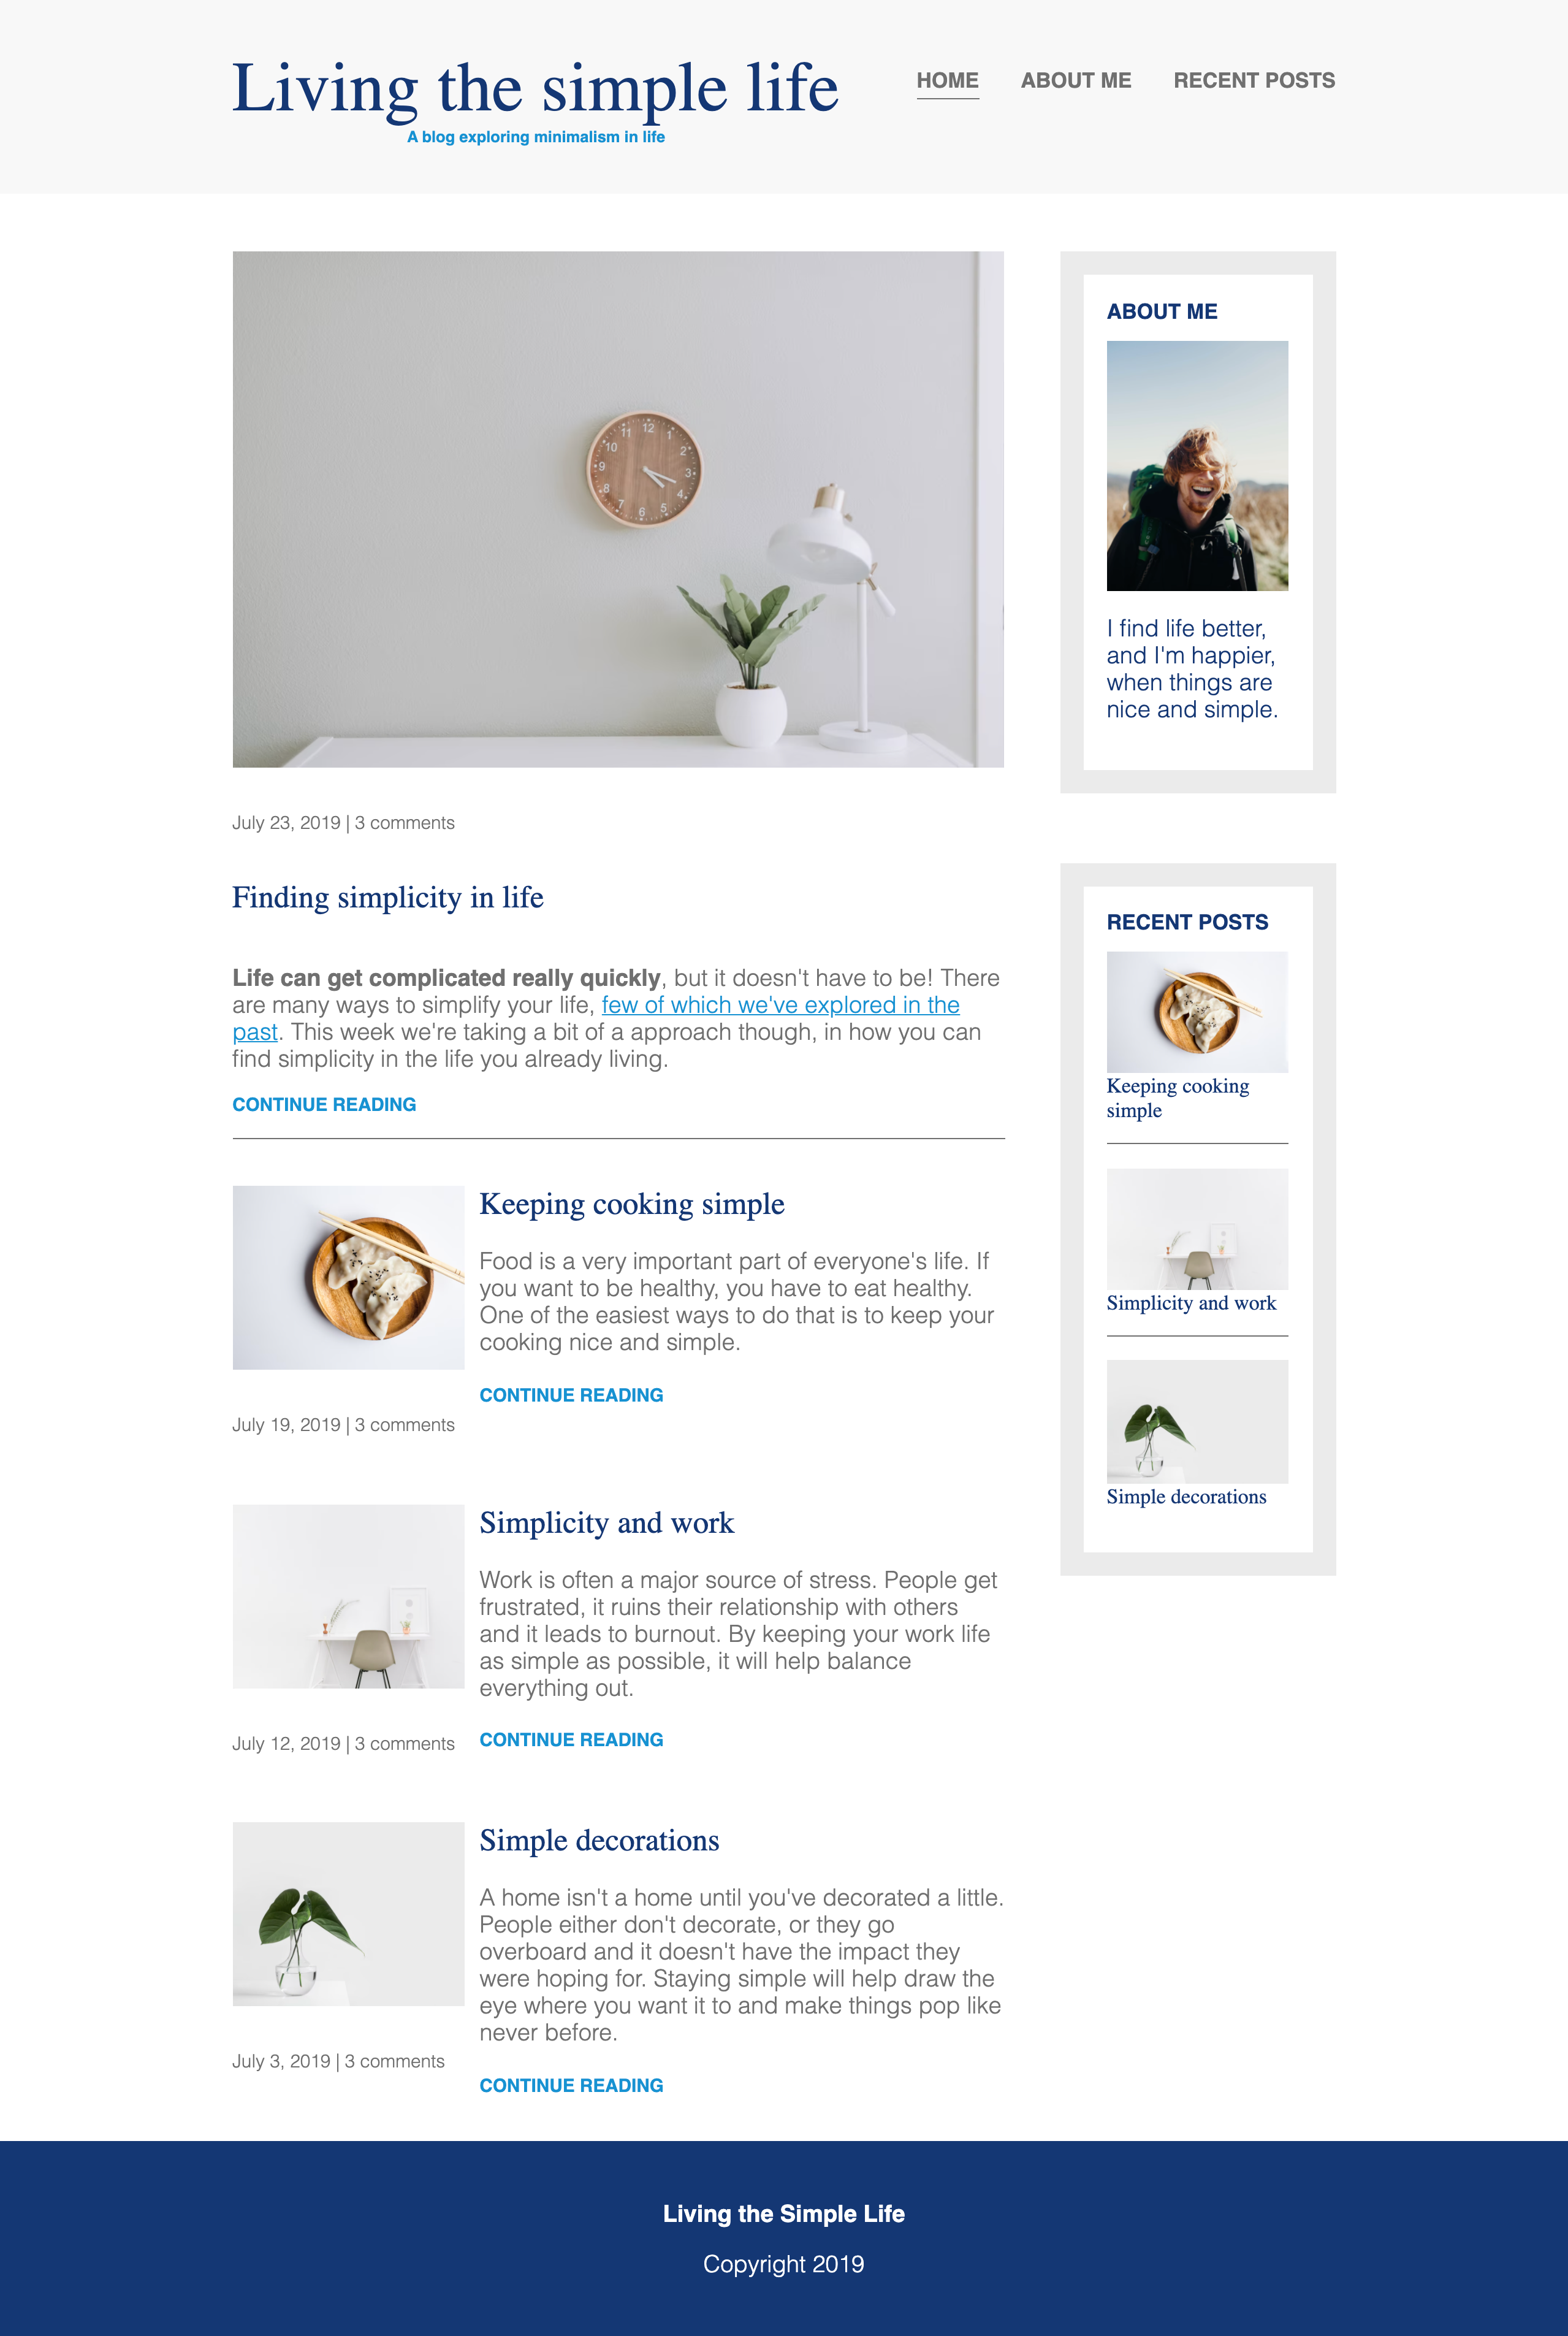 Living the simple life
A blog exploring minimalism in life
HOME
ABOUT ME
RECENT POSTS
12
1
2
3
4
5
6
7
8
9
10
11
July 23, 2019 | 3 comments
Finding simplicity in life
Life can get complicated really quickly, but it doesn't have to be! There
are many ways to simplify your life, few of which we've explored in the
past. This week we're taking a bit of a approach though, in how you can
find simplicity in the life you already living.
CONTINUE READING
Keeping cooking simple
Food is a very important part of everyone's life. If
you want to be healthy, you have to eat healthy.
One of the easiest ways to do that is to keep your
cooking nice and simple.
CONTINUE READING
July 19, 2019 | 3 comments
Simplicity and work
Work is often a major source of stress. People get
frustrated, it ruins their relationship with others
and it leads to burnout. By keeping your work life
as simple as possible, it will help balance
everything out.
CONTINUE READING
July 12, 2019 | 3 comments
Simple decorations
A home isn't a home until you've decorated a little.
People either don't decorate, or they go
overboard and it doesn't have the impact they
were hoping for. Staying simple will help draw the
eye where you want it to and make things pop like
never before.
CONTINUE READING
July 3, 2019 | 3 comments
ABOUT ME
I find life better,
and I'm happier,
when things are
nice and simple.
RECENT POSTS
Keeping cooking
simple
Simplicity and work
Simple decorations
Living the Simple Life
Copyright 2019